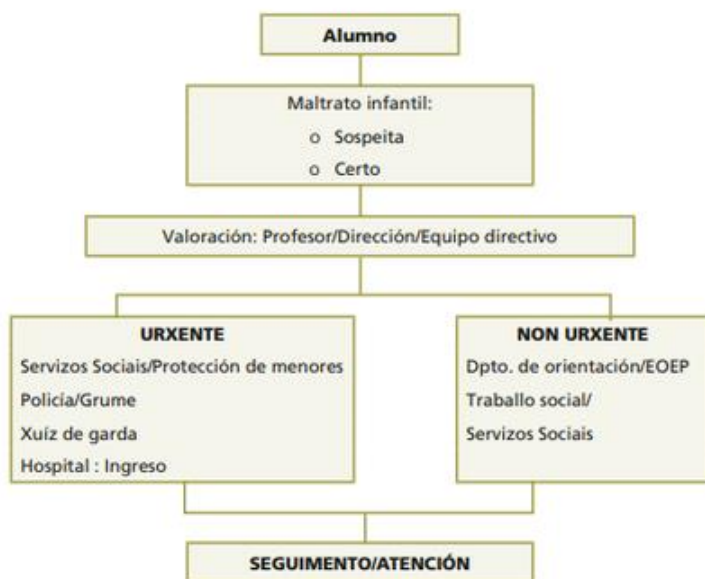 Alumno
Maltrato infantil:
o Sospeita
o Certo
Valoración: Profesor/Dirección/Equipo directivo
URXENTE
Servizos Sociais/Protección de menores
Policía/Grume
Xuíz de garda
Hospital : Ingreso
NON URXENTE
Dpto. de orientación/EOEP
Traballo social/
Servizos Sociais
SEGUIMENTO/ATENCIÓN